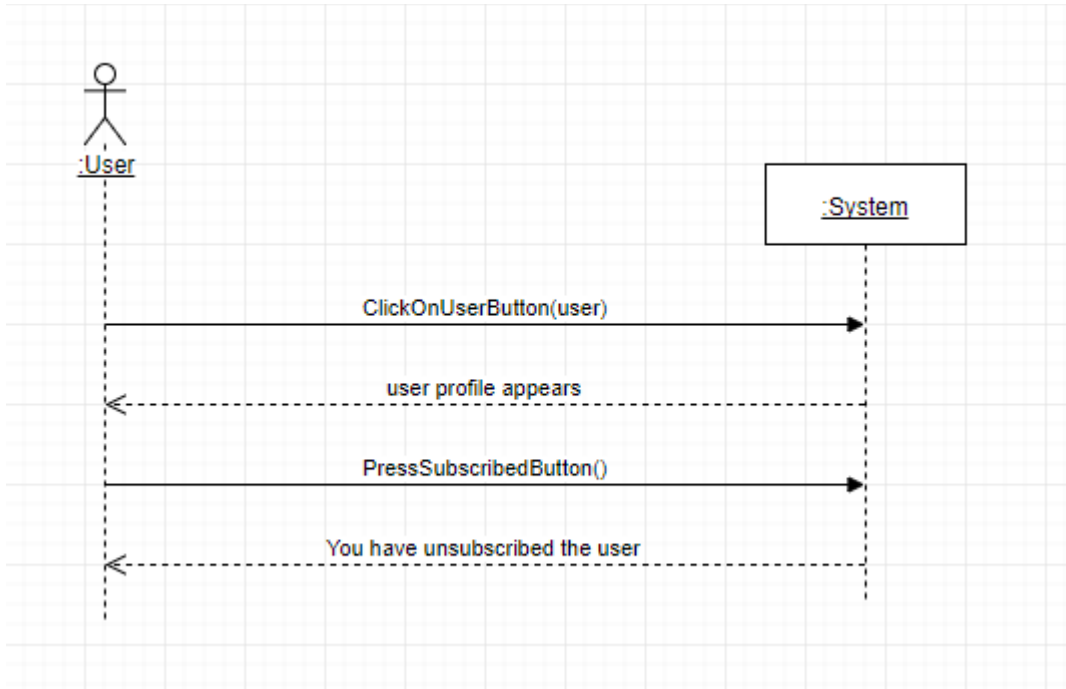 :User
:System
ClickOnUserButton(user)
user profile appears
PressSubscribedButton()
You have unsubscribed the user